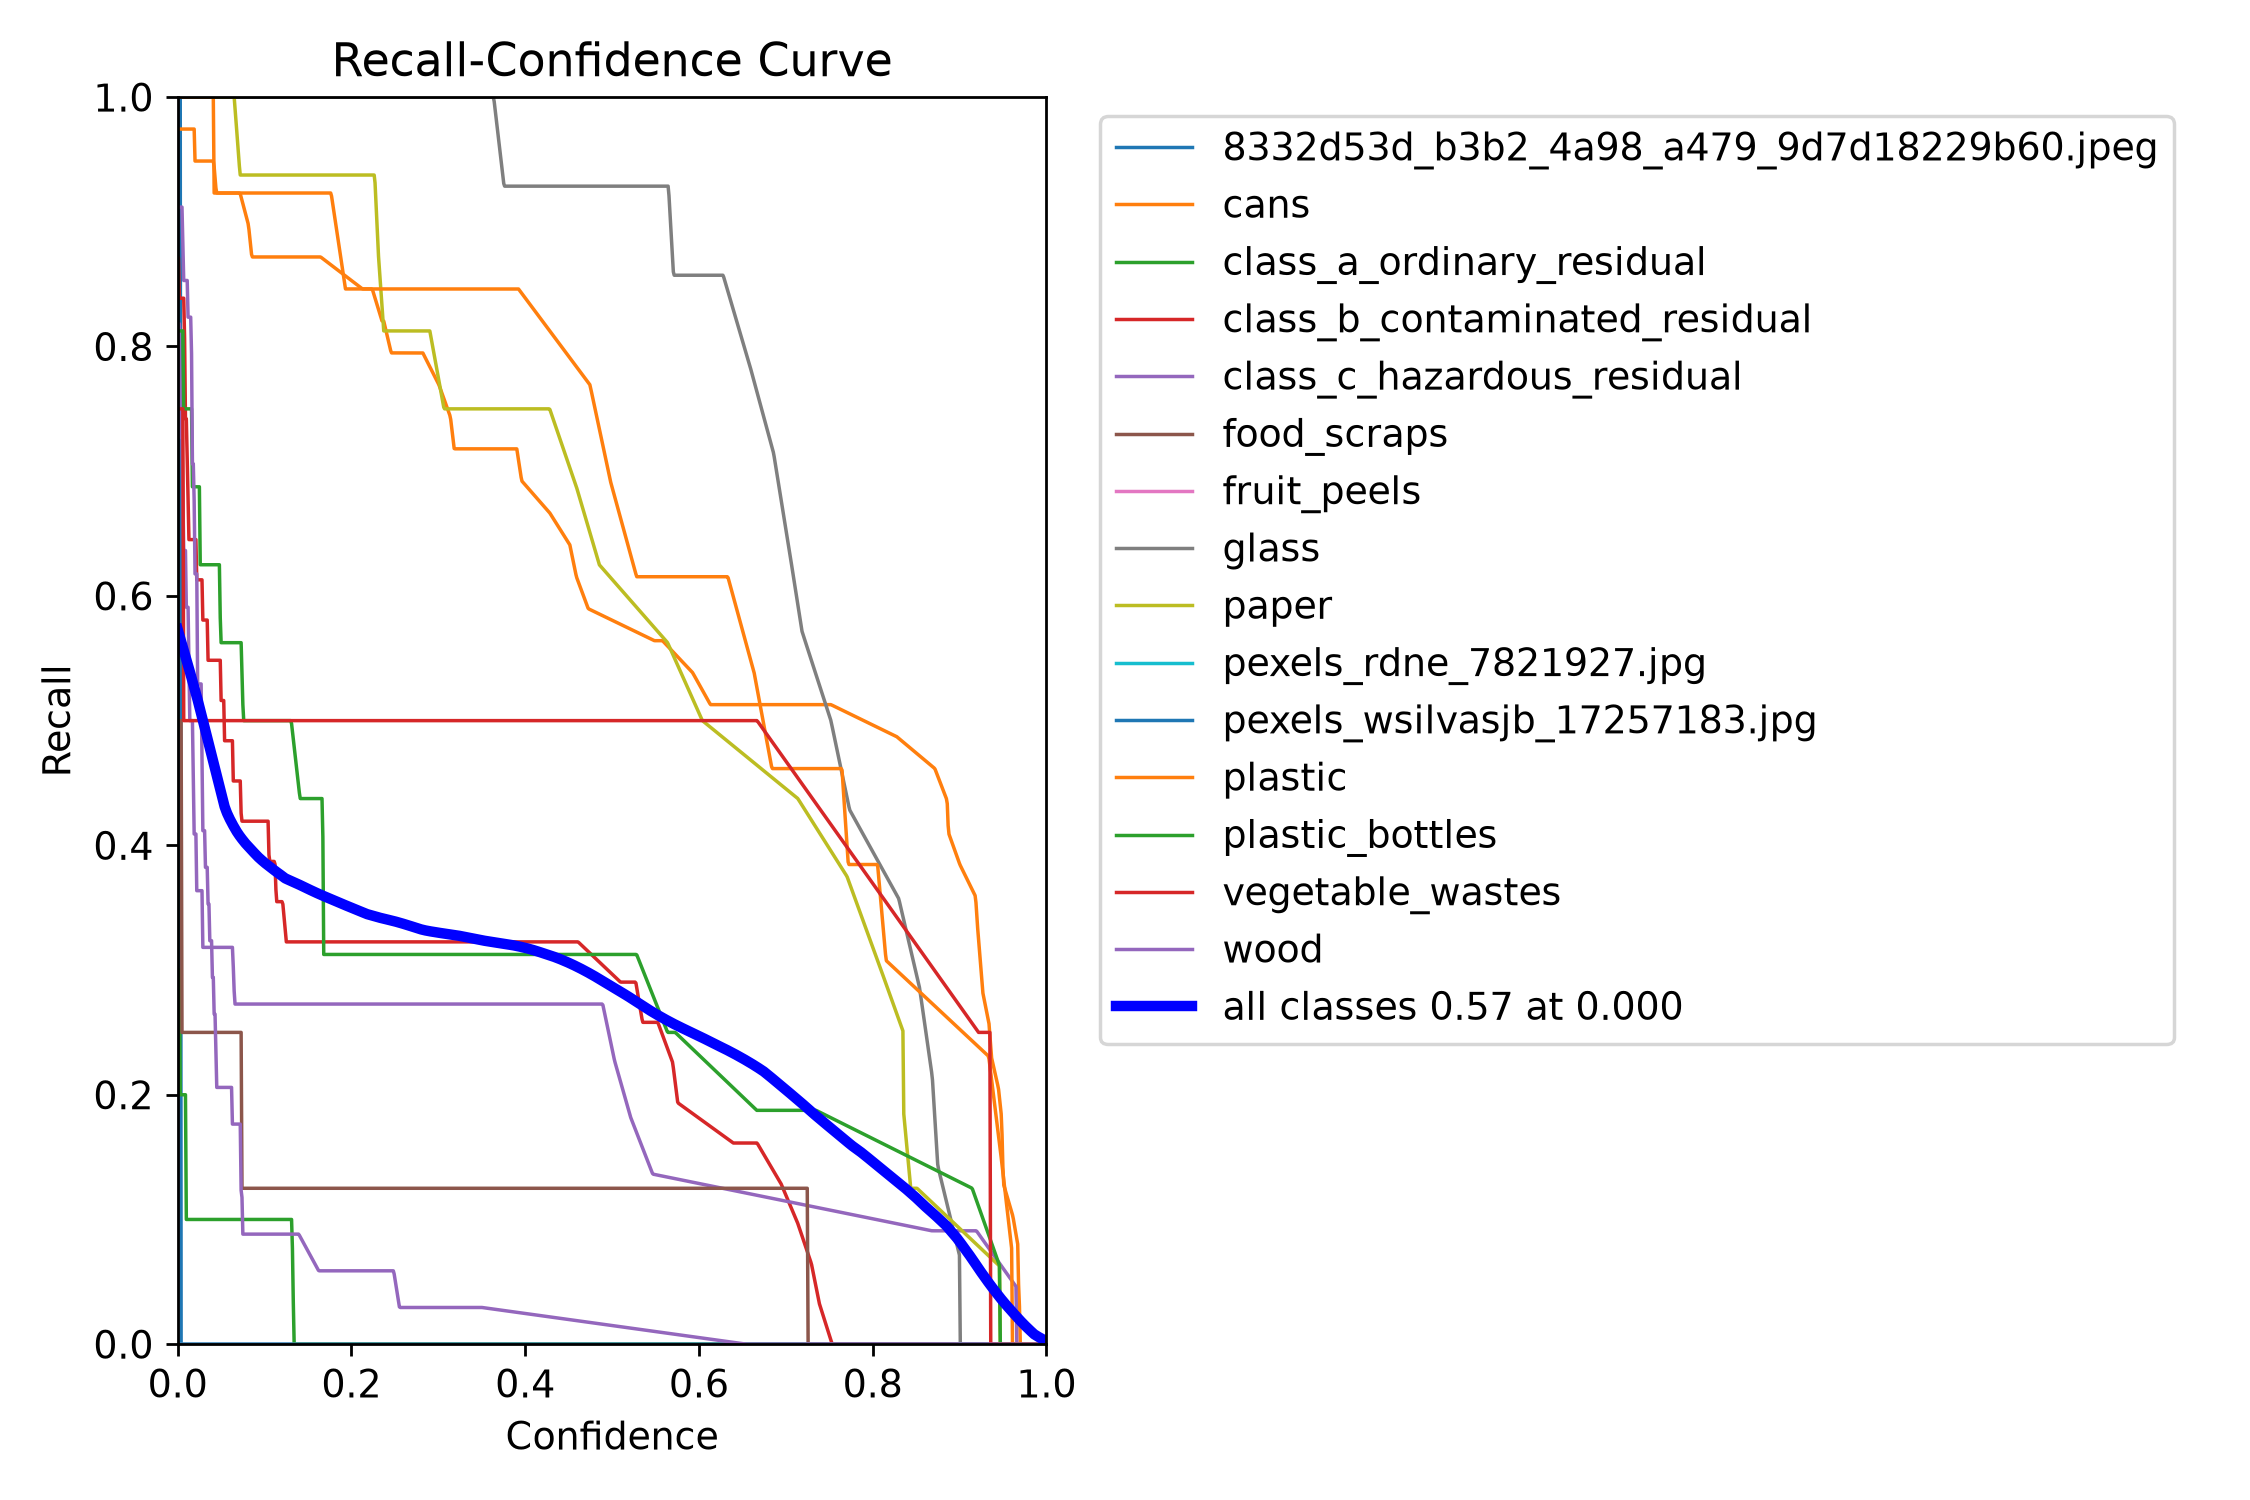 Recall-Confidence Curve
1.0
0.8
0.6
0.4
0.2
0.0
Recall
0.0 0.2 0.4 0.6 0.8 1.0
Confidence
8332d53d_b3b2_4a98_a479_9d7d18229b60.jpeg
cans
class_a_ordinary_residual
class_b_contaminated_residual
class_c_hazardous_residual
food_scraps
fruit_peels
glass
paper
pexels_rdne_7821927.jpg
pexels_wsilvasjb_17257183.jpg
plastic
plastic_bottles
vegetable_wastes
wood
all classes 0.57 at 0.000